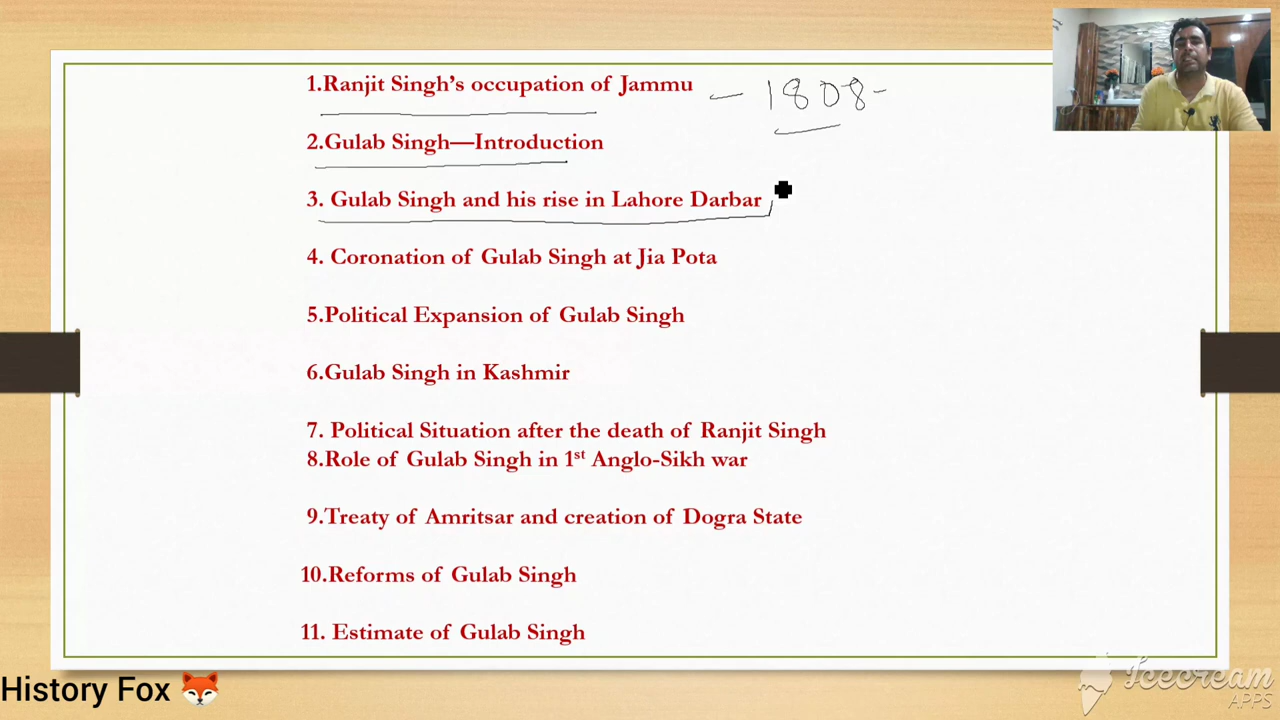 1.Ranjit Singh's occupation of Jammu – 1808-
2.Gulab Singh—Introduction
3. Gulab Singh and his rise in Lahore Darbar
4. Coronation of Gulab Singh at Jia Pota
5.Political Expansion of Gulab Singh
6.Gulab Singh in Kashmir
7. Political Situation after the death of Ranjit Singh
8.Role of Gulab Singh in 1st Anglo-Sikh war
9.Treaty of Amritsar and creation of Dogra State
10.Reforms of Gulab Singh
11. Estimate of Gulab Singh
History Fox 🦊
Icecream
APPS